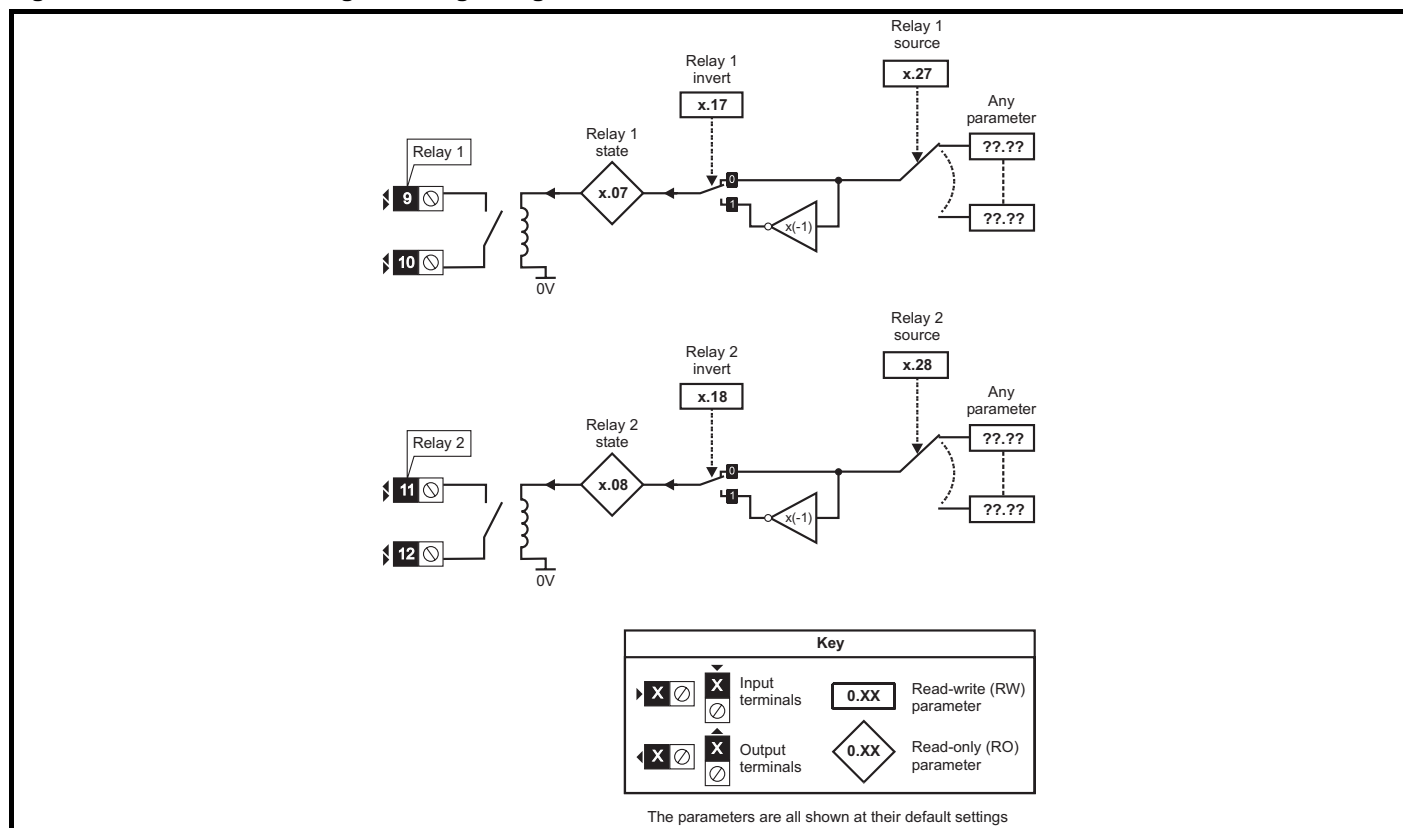 Relay 1
source
x.27
Relay 1
invert
x.17
Any
parameter
??.??
??.??
Relay 1
state
x.07
Relay 1
9
10
0
1
x(-1)
0V
Relay 2
source
x.28
Relay 2
invert
x.18
Any
parameter
??.??
??.??
Relay 2
state
x.08
Relay 2
11
12
0
1
x(-1)
0V
Key
X
X
Input
terminals
0.XX
Read-write (RW)
parameter
X
X
Output
terminals
0.XX
Read-only (RO)
parameter
The parameters are all shown at their default settings